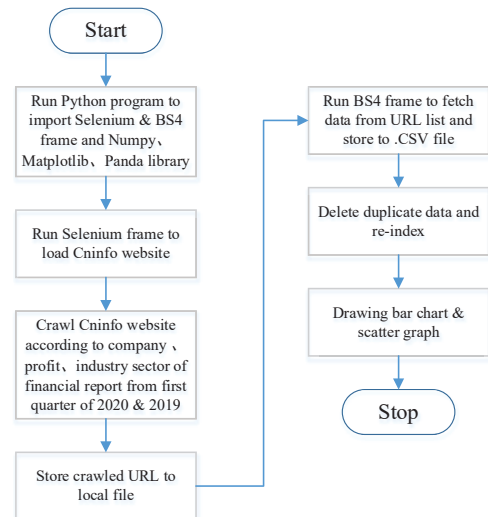 Start
Run Python program to
import Selenium & BS4
frame and Numpy、
Matplotlib、Panda library
Run Selenium frame to
load Cninfo website
Crawl Cninfo website
according to company 、
profit、industry sector of
financial report from first
quarter of 2020 & 2019
Store crawled URL to
local file
Run BS4 frame to fetch
data from URL list and
store to .CSV file
Delete duplicate data and
re-index
Drawing bar chart &
scatter graph
Stop